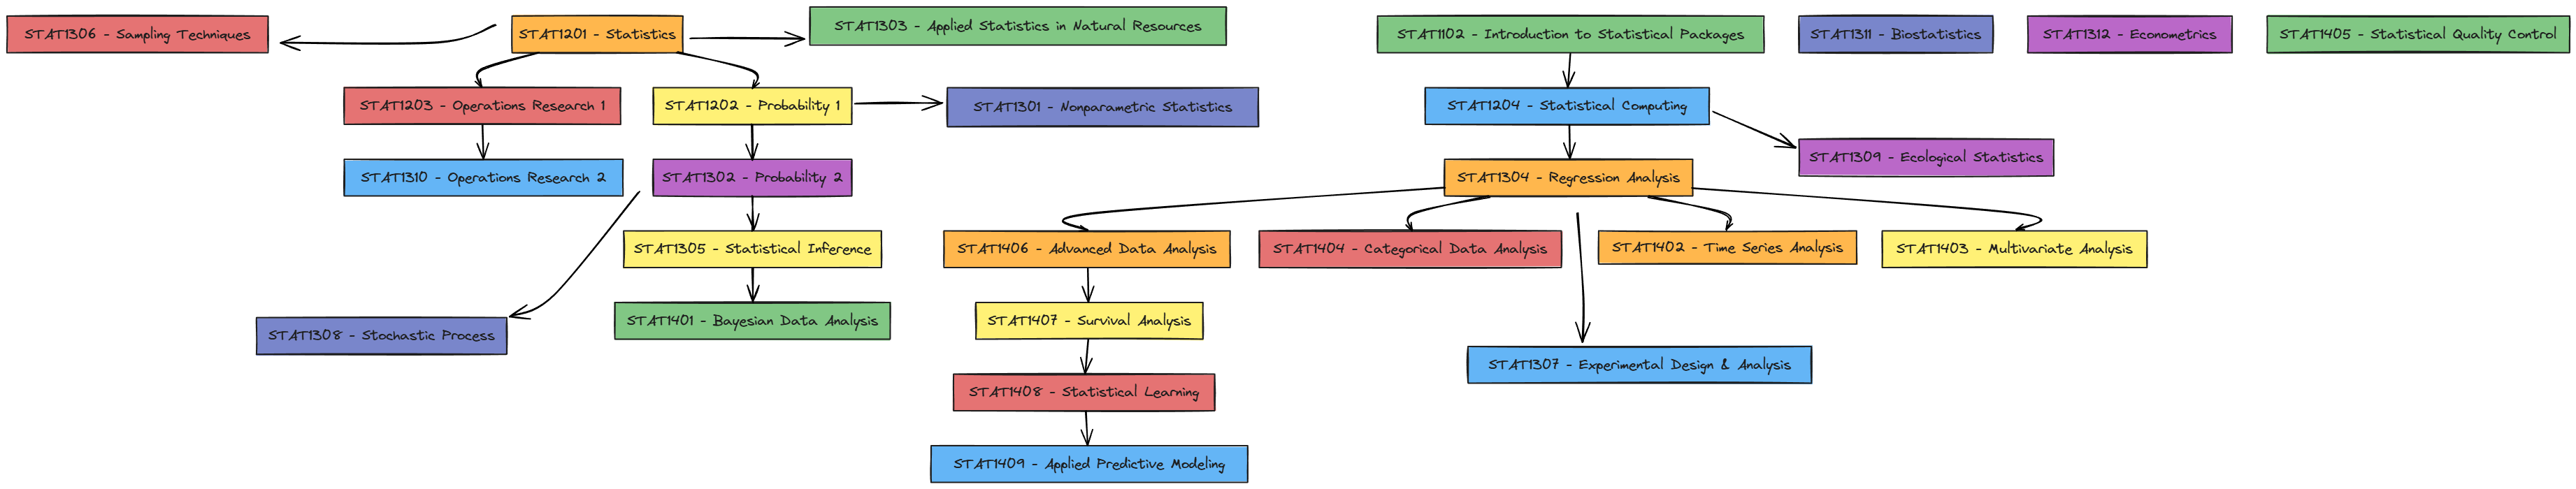 STAT1306 - Sampling Techniques
STAT1201 - Statistics
STAT1303 - Applied Statistics in Natural Resources
STAT1102 - Introduction to Statistical Packages
STAT1311 - Biostatistics
STAT1312 - Econometrics
STAT1405 - Statistical Quality Control
STAT1203 - Operations Research 1
STAT1202 - Probability 1
STAT1301 - Nonparametric Statistics
STAT1204 - Statistical Computing
STAT1309 - Ecological Statistics
STAT1310 - Operations Research 2
STAT1302 - Probability 2
STAT1304 - Regression Analysis
STAT1305 - Statistical Inference
STAT1406 - Advanced Data Analysis
STAT1404 - Categorical Data Analysis
STAT1402 - Time Series Analysis
STAT1403 - Multivariate Analysis
STAT1308 - Stochastic Process
STAT1401 - Bayesian Data Analysis
STAT1407 - Survival Analysis
STAT1307 - Experimental Design & Analysis
STAT1408 - Statistical Learning
STAT1409 - Applied Predictive Modeling